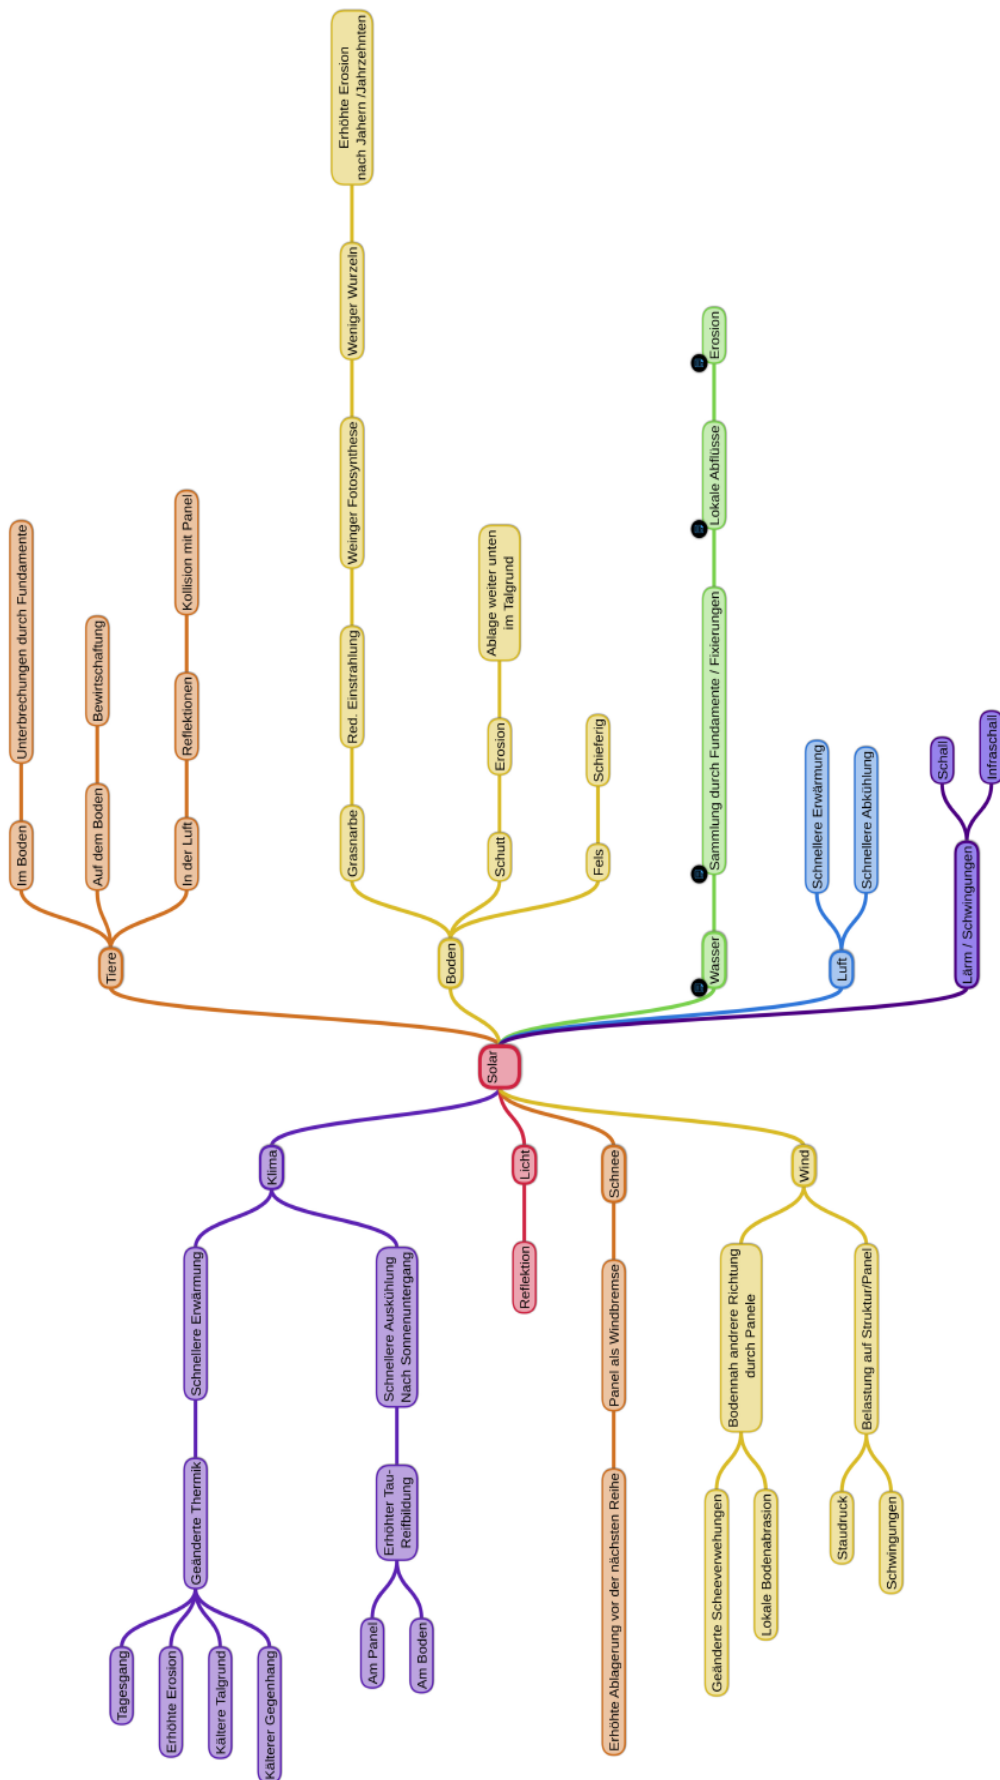 Solar
Tiere
Im Boden
Unterbrechungen durch Fundamente
Auf dem Boden
Bewirtschaftung
In der Luft
Reflektionen
Kollision mit Panel
Boden
Grasnarbe
Red. Einstrahlung
Weinger Fotosynthese
Weniger Wurzeln
Erhöhte Erosion
nach Jahern /Jahrzehnten
Schutt
Erosion
Ablage weiter unten
im Talgrund
Fels
Schieferig
Wasser
Sammlung durch Fundamente / Fixierungen
Lokale Abflüsse
Erosion
Luft
Schnellere Erwärmung
Schnellere Abkühlung
Lärm / Schwingungen
Schall
Infraschall
Klima
Schnellere Erwärmung
Geänderte Thermik
Tagesgang
Erhöhte Erosion
Kältere Talgrund
Kälterer Gegenhang
Schnellere Auskühlung
Nach Sonnenuntergang
Erhöhter Tau-
Reifbildung
Am Panel
Am Boden
Licht
Reflektion
Schnee
Panel als Windbremse
Erhöhte Ablagerung vor der nächsten Reihe
Wind
Bodennah andrere Richtung
durch Panele
Geänderte Scheeverwehungen
Lokale Bodenabrasion
Belastung auf Struktur/Panel
Staudruck
Schwingungen